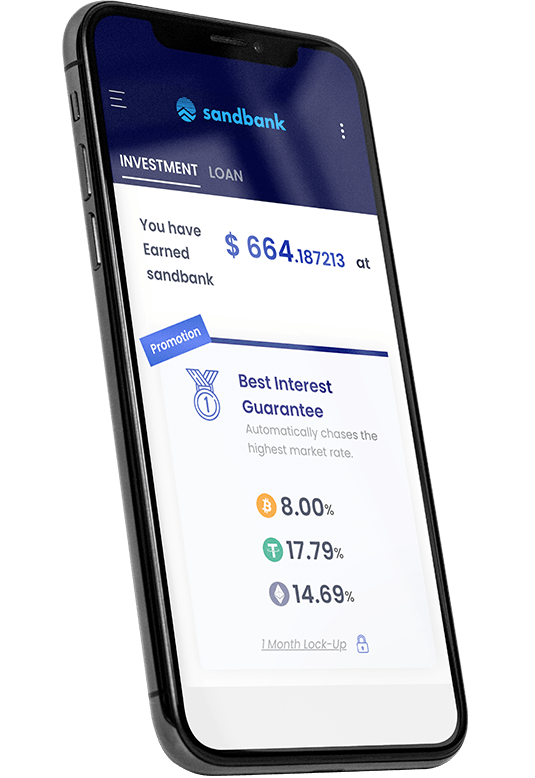 sandbank
INVESTMENT LOAN
You have
Earned $ 664.187213 at
sandbank
Promotion
1
Best Interest
Guarantee
Automatically chases the
highest market rate.
8.00%
17.79%
14.69%
1 Month Lock-Up